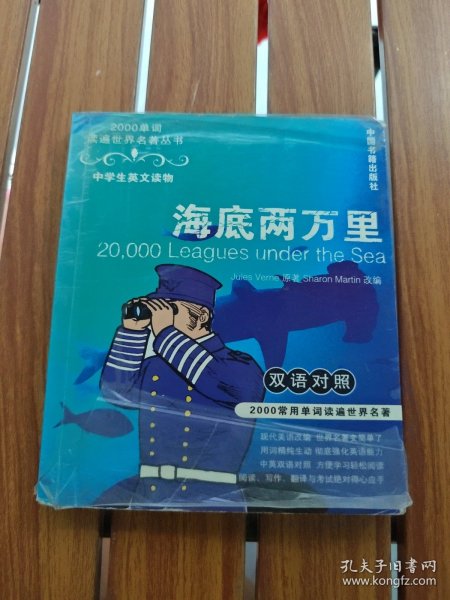 2000单词
读遍世界名著丛书
中学生英文读物
中国书籍出版社
海底两万里
20,000 Leagues under the Sea
Jules Verne 原著 Sharon Martin 改编
双语对照
2000常用单词读遍世界名著
现代美语改编 世界名著变简单了
用词精纯生动 彻底强化英语能力
中英双语对照 方便学习轻松阅读
阅读、写作、翻译与考试绝对得心应手
孔夫子旧书网
www.kongfz.com